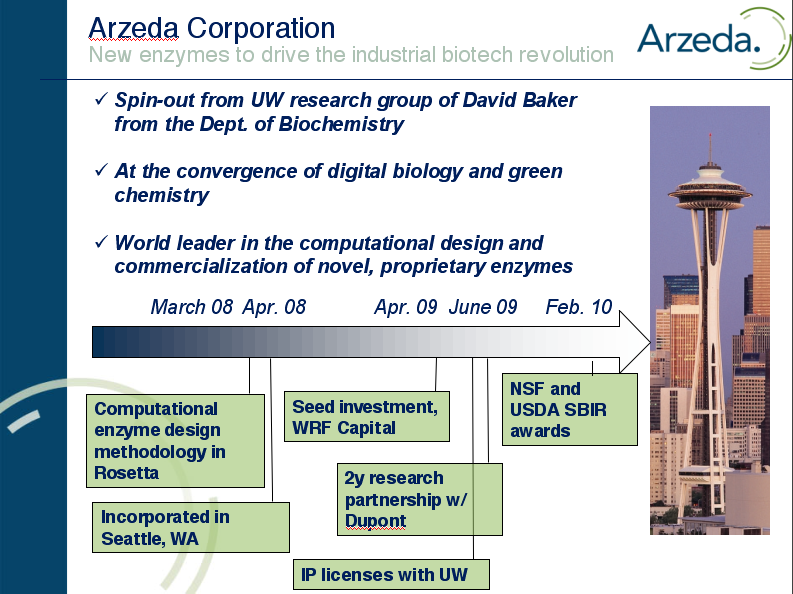 Arzeda Corporation
New enzymes to drive the industrial biotech revolution
Arzeda.
✓ Spin-out from UW research group of David Baker
from the Dept. of Biochemistry
✓ At the convergence of digital biology and green
chemistry
✓ World leader in the computational design and
commercialization of novel, proprietary enzymes
March 08 Apr. 08 Apr. 09 June 09 Feb. 10
Computational
enzyme design
methodology in
Rosetta
Incorporated in
Seattle, WA
Seed investment,
WRF Capital
2y research
partnership w/
Dupont
IP licenses with UW
NSF and
USDA SBIR
awards